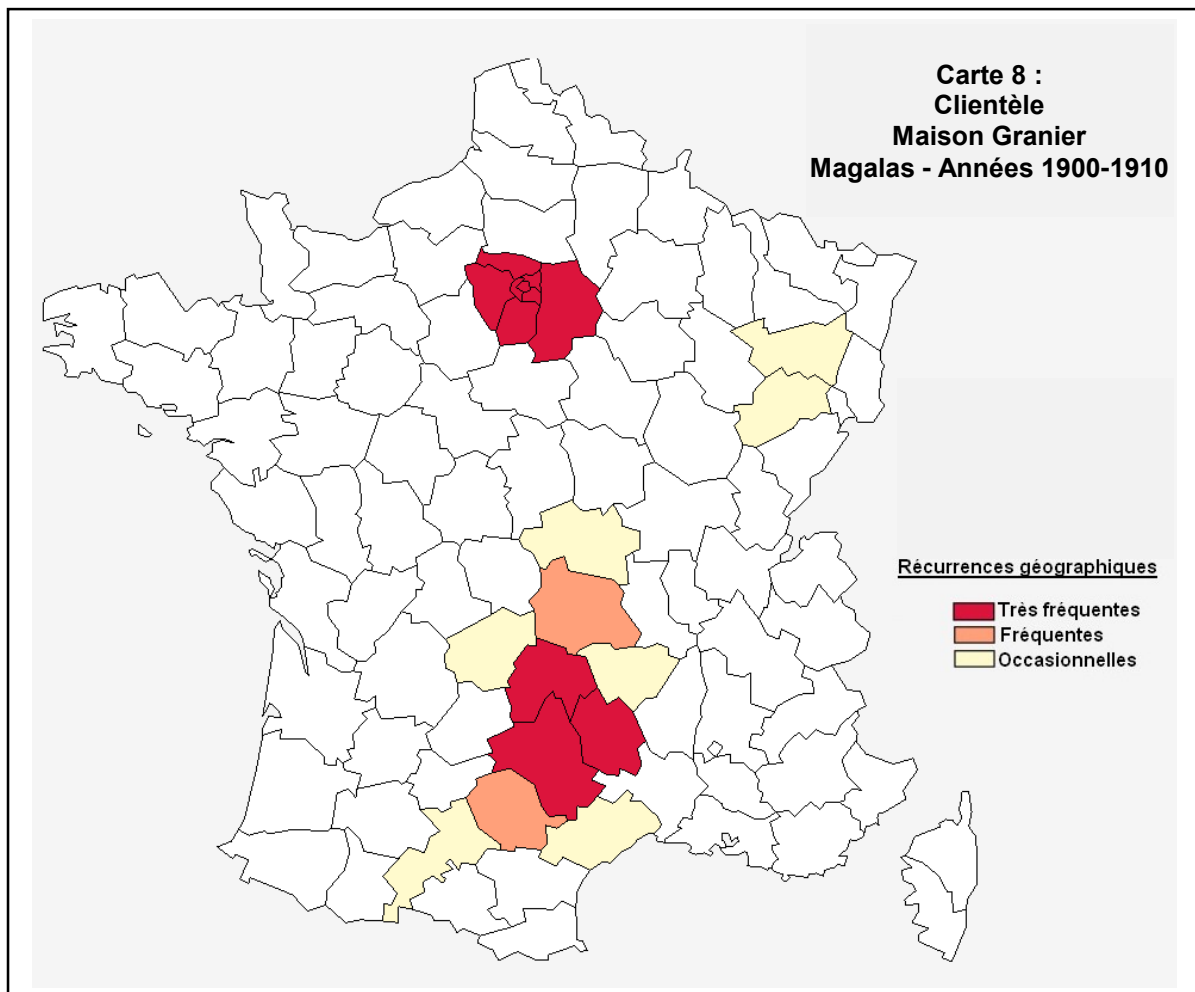 Carte 8 :
Clientèle
Maison Granier
Magalas - Années 1900-1910
Récurrences géographiques
Très fréquentes
Fréquentes
Occasionnelles